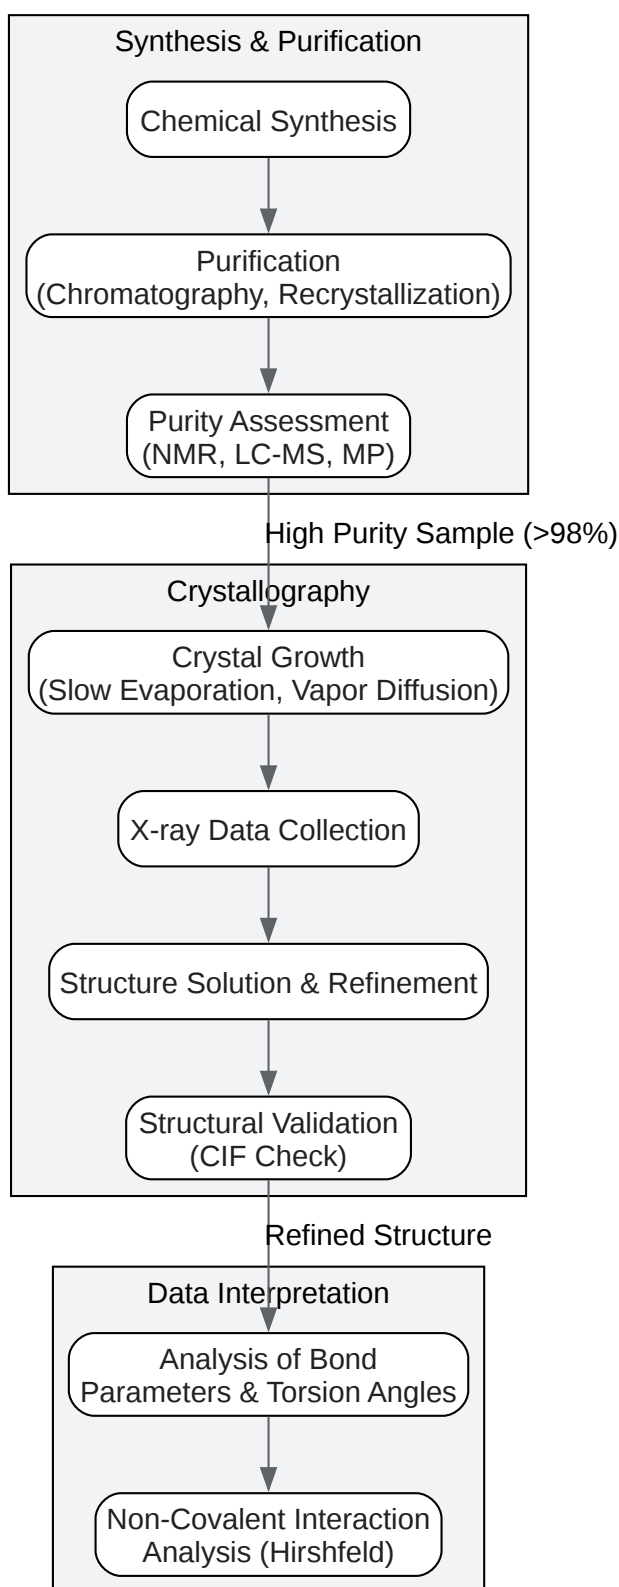 Synthesis & Purification
Chemical Synthesis
Purification
(Chromatography, Recrystallization)
Purity Assessment
(NMR, LC-MS, MP)
High Purity Sample (>98%)
Crystallography
Crystal Growth
(Slow Evaporation, Vapor Diffusion)
X-ray Data Collection
Structure Solution & Refinement
Structural Validation
(CIF Check)
Refined Structure
Data Interpretation
Analysis of Bond
Parameters & Torsion Angles
Non-Covalent Interaction
Analysis (Hirshfeld)